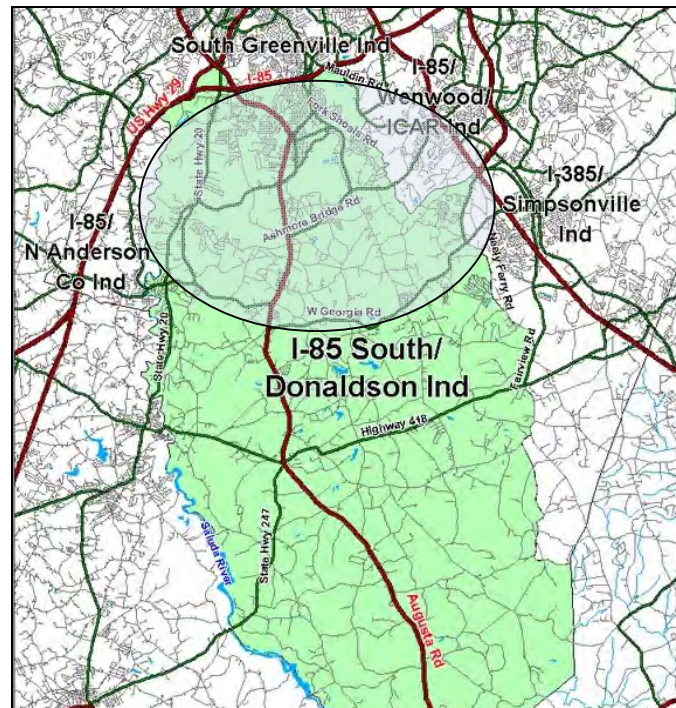 South Greenville Ind
Mauldin Rd
I-85/
Wenwood/
ICAR Ind
I-85
US Hwy 29
State Hwy 20
Fork Shoals Rd
I-385/
Simpsonville
Ind
I-85/
N Anderson
Co Ind
Ashmore Bridge Rd
Neely Ferry Rd
W Georgia Rd
State Hwy 20
I-85 South/
Donaldson Ind
Fairview Rd
Highway 418
State Hwy 247
Saluda River
Augusta Rd